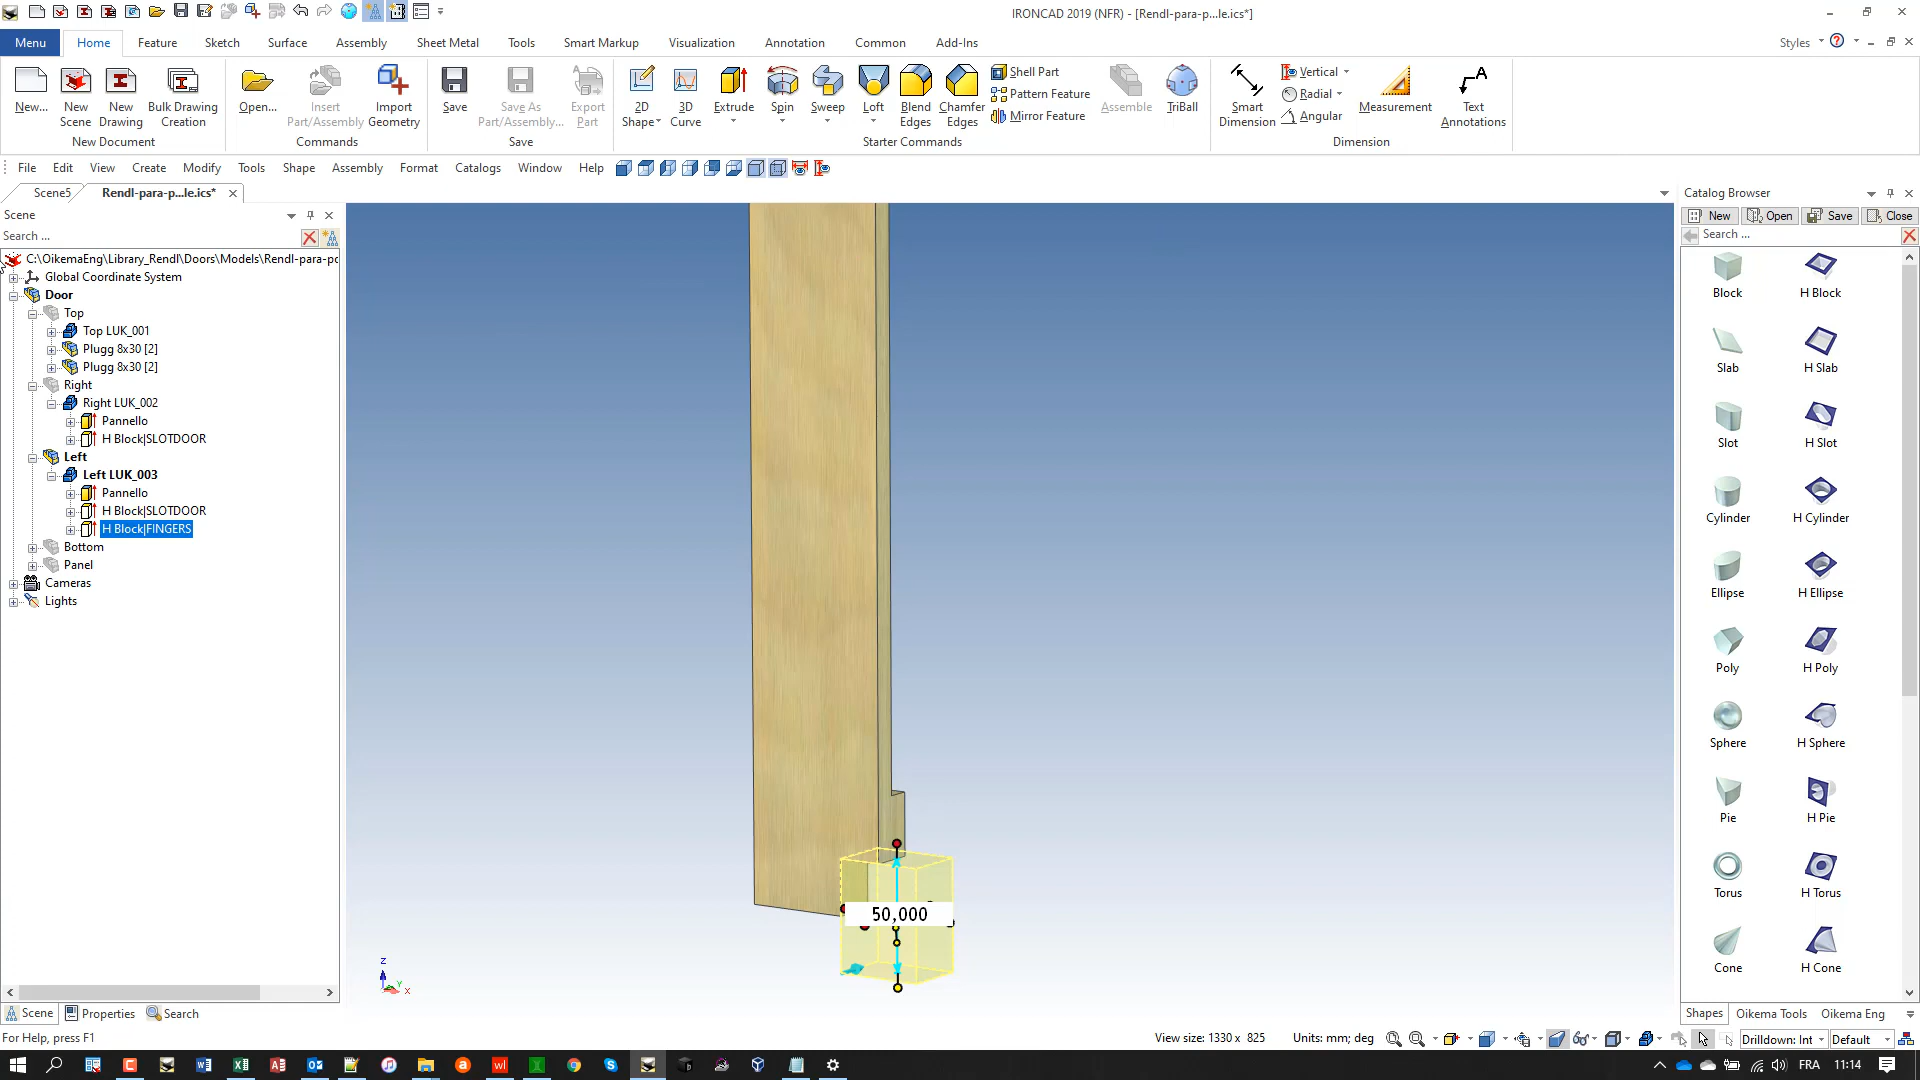 IRONCAD 2019 (NFR) - [Rendl-para-p...le.ics*]
Menu Home Feature Sketch Surface Assembly Sheet Metal Tools Smart Markup Visualization Annotation Common Add-Ins Styles
New... New Scene New Drawing Bulk Drawing Creation
New Document
Open... Insert Part/Assembly Import Geometry
Commands
Save Save As Part/Assembly... Export Part
Save
2D Shape 3D Curve Extrude Spin Sweep Loft Blend Edges Chamfer Edges
Shell Part
Pattern Feature
Mirror Feature
Assemble TriBall
Starter Commands
Smart Dimension
Vertical
Radial
Angular
Measurement Text Annotations
Dimension
File Edit View Create Modify Tools Shape Assembly Format Catalogs Window Help
Scene5 Rendl-para-p...le.ics*
Scene
Search ...
C:\OikemaEng\Library_Rendl\Doors\Models\Rendl-para-po
Global Coordinate System
Door
Top
Top LUK_001
Plugg 8x30 [2]
Plugg 8x30 [2]
Right
Right LUK_002
Pannello
H Block|SLOTDOOR
Left
Left LUK_003
Pannello
H Block|SLOTDOOR
H Block|FINGERS
Bottom
Panel
Cameras
Lights
50,000
Z
Y
X
Catalog Browser
New Open Save Close
Search ...
Block H Block
Slab H Slab
Slot H Slot
Cylinder H Cylinder
Ellipse H Ellipse
Poly H Poly
Sphere H Sphere
Pie H Pie
Torus H Torus
Cone H Cone
Scene Properties Search
Shapes Oikema Tools Oikema Eng
For Help, press F1
View size: 1330 x 825 Units: mm; deg Drilldown: Int Default
FRA 11:14